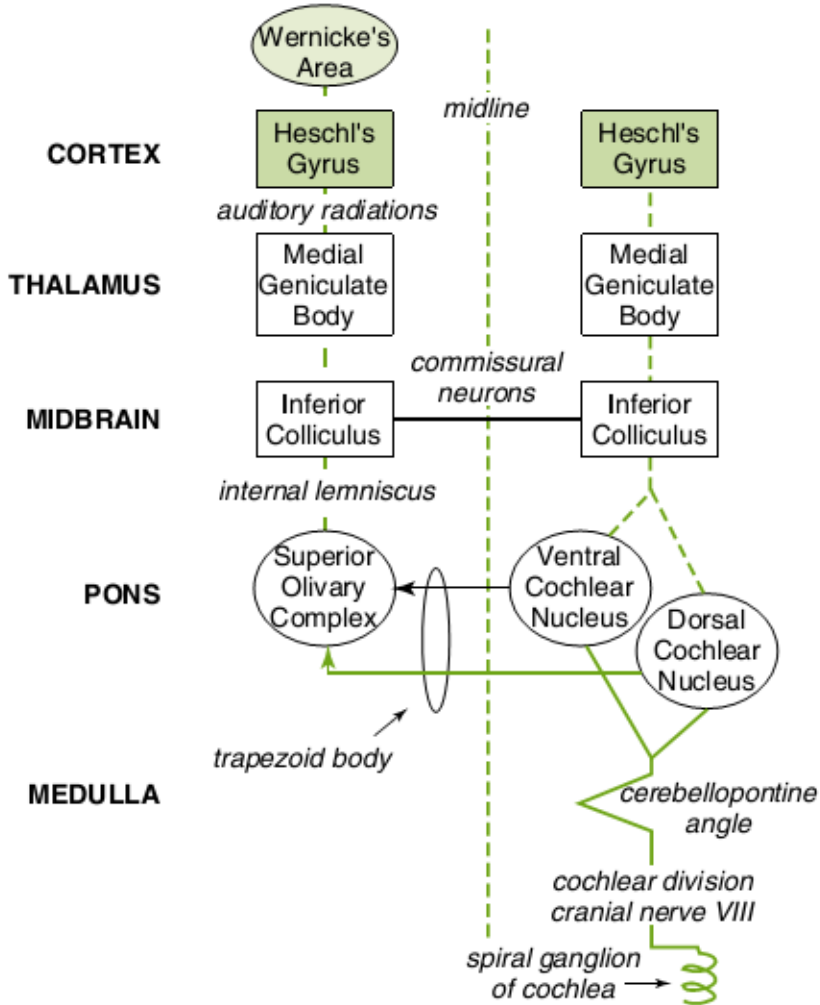 Wernicke's
Area
midline
CORTEX
Heschl's
Gyrus
Heschl's
Gyrus
auditory radiations
THALAMUS
Medial
Geniculate
Body
Medial
Geniculate
Body
commissural
neurons
MIDBRAIN
Inferior
Colliculus
Inferior
Colliculus
internal lemniscus
PONS
Superior
Olivary
Complex
Ventral
Cochlear
Nucleus
Dorsal
Cochlear
Nucleus
trapezoid body
MEDULLA
cerebellopontine
angle
cochlear division
cranial nerve VIII
spiral ganglion
of cochlea